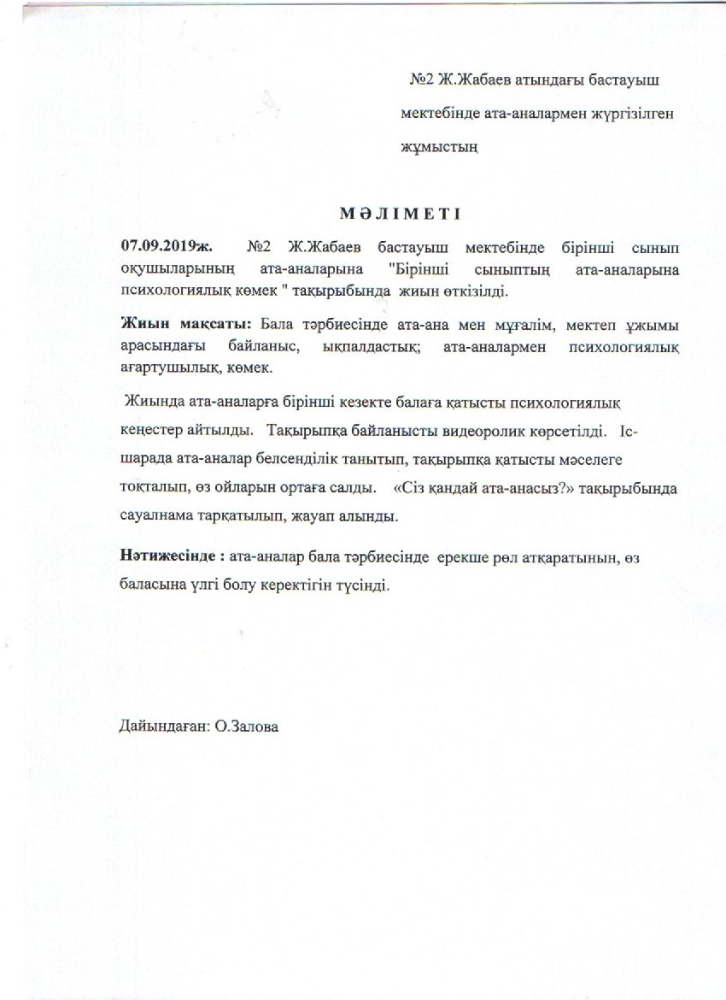 №2 Ж.Жабаев атындағы бастауыш
мектебінде ата-аналармен жүргізілген
жұмыстың
МӘЛІМЕТІ
07.09.2019ж. №2 Ж.Жабаев бастауыш мектебінде бірінші сынып
оқушыларының ата-аналарына "Бірінші сыныптың ата-аналарына
психологиялық көмек " тақырыбында жиын өткізілді.
Жиын мақсаты: Бала тәрбиесінде ата-ана мен мұғалім, мектеп ұжымы
арасындағы байланыс, ықпалдастық; ата-аналармен психологиялық
ағартушылық, көмек.
Жиында ата-аналарға бірінші кезекте балаға қатысты психологиялық
кеңестер айтылды. Тақырыпқа байланысты видеоролик көрсетілді. Іс-
шарада ата-аналар белсенділік танытып, тақырыпқа қатысты мәселеге
тоқталып, өз ойларын ортаға салды. «Сіз қандай ата-анасыз?» тақырыбында
сауалнама тарқатылып, жауап алынды.
Нәтижесінде : ата-аналар бала тәрбиесінде ерекше рөл атқаратынын, өз
баласына үлгі болу керектігін түсінді.
Дайындаған: О.Залова